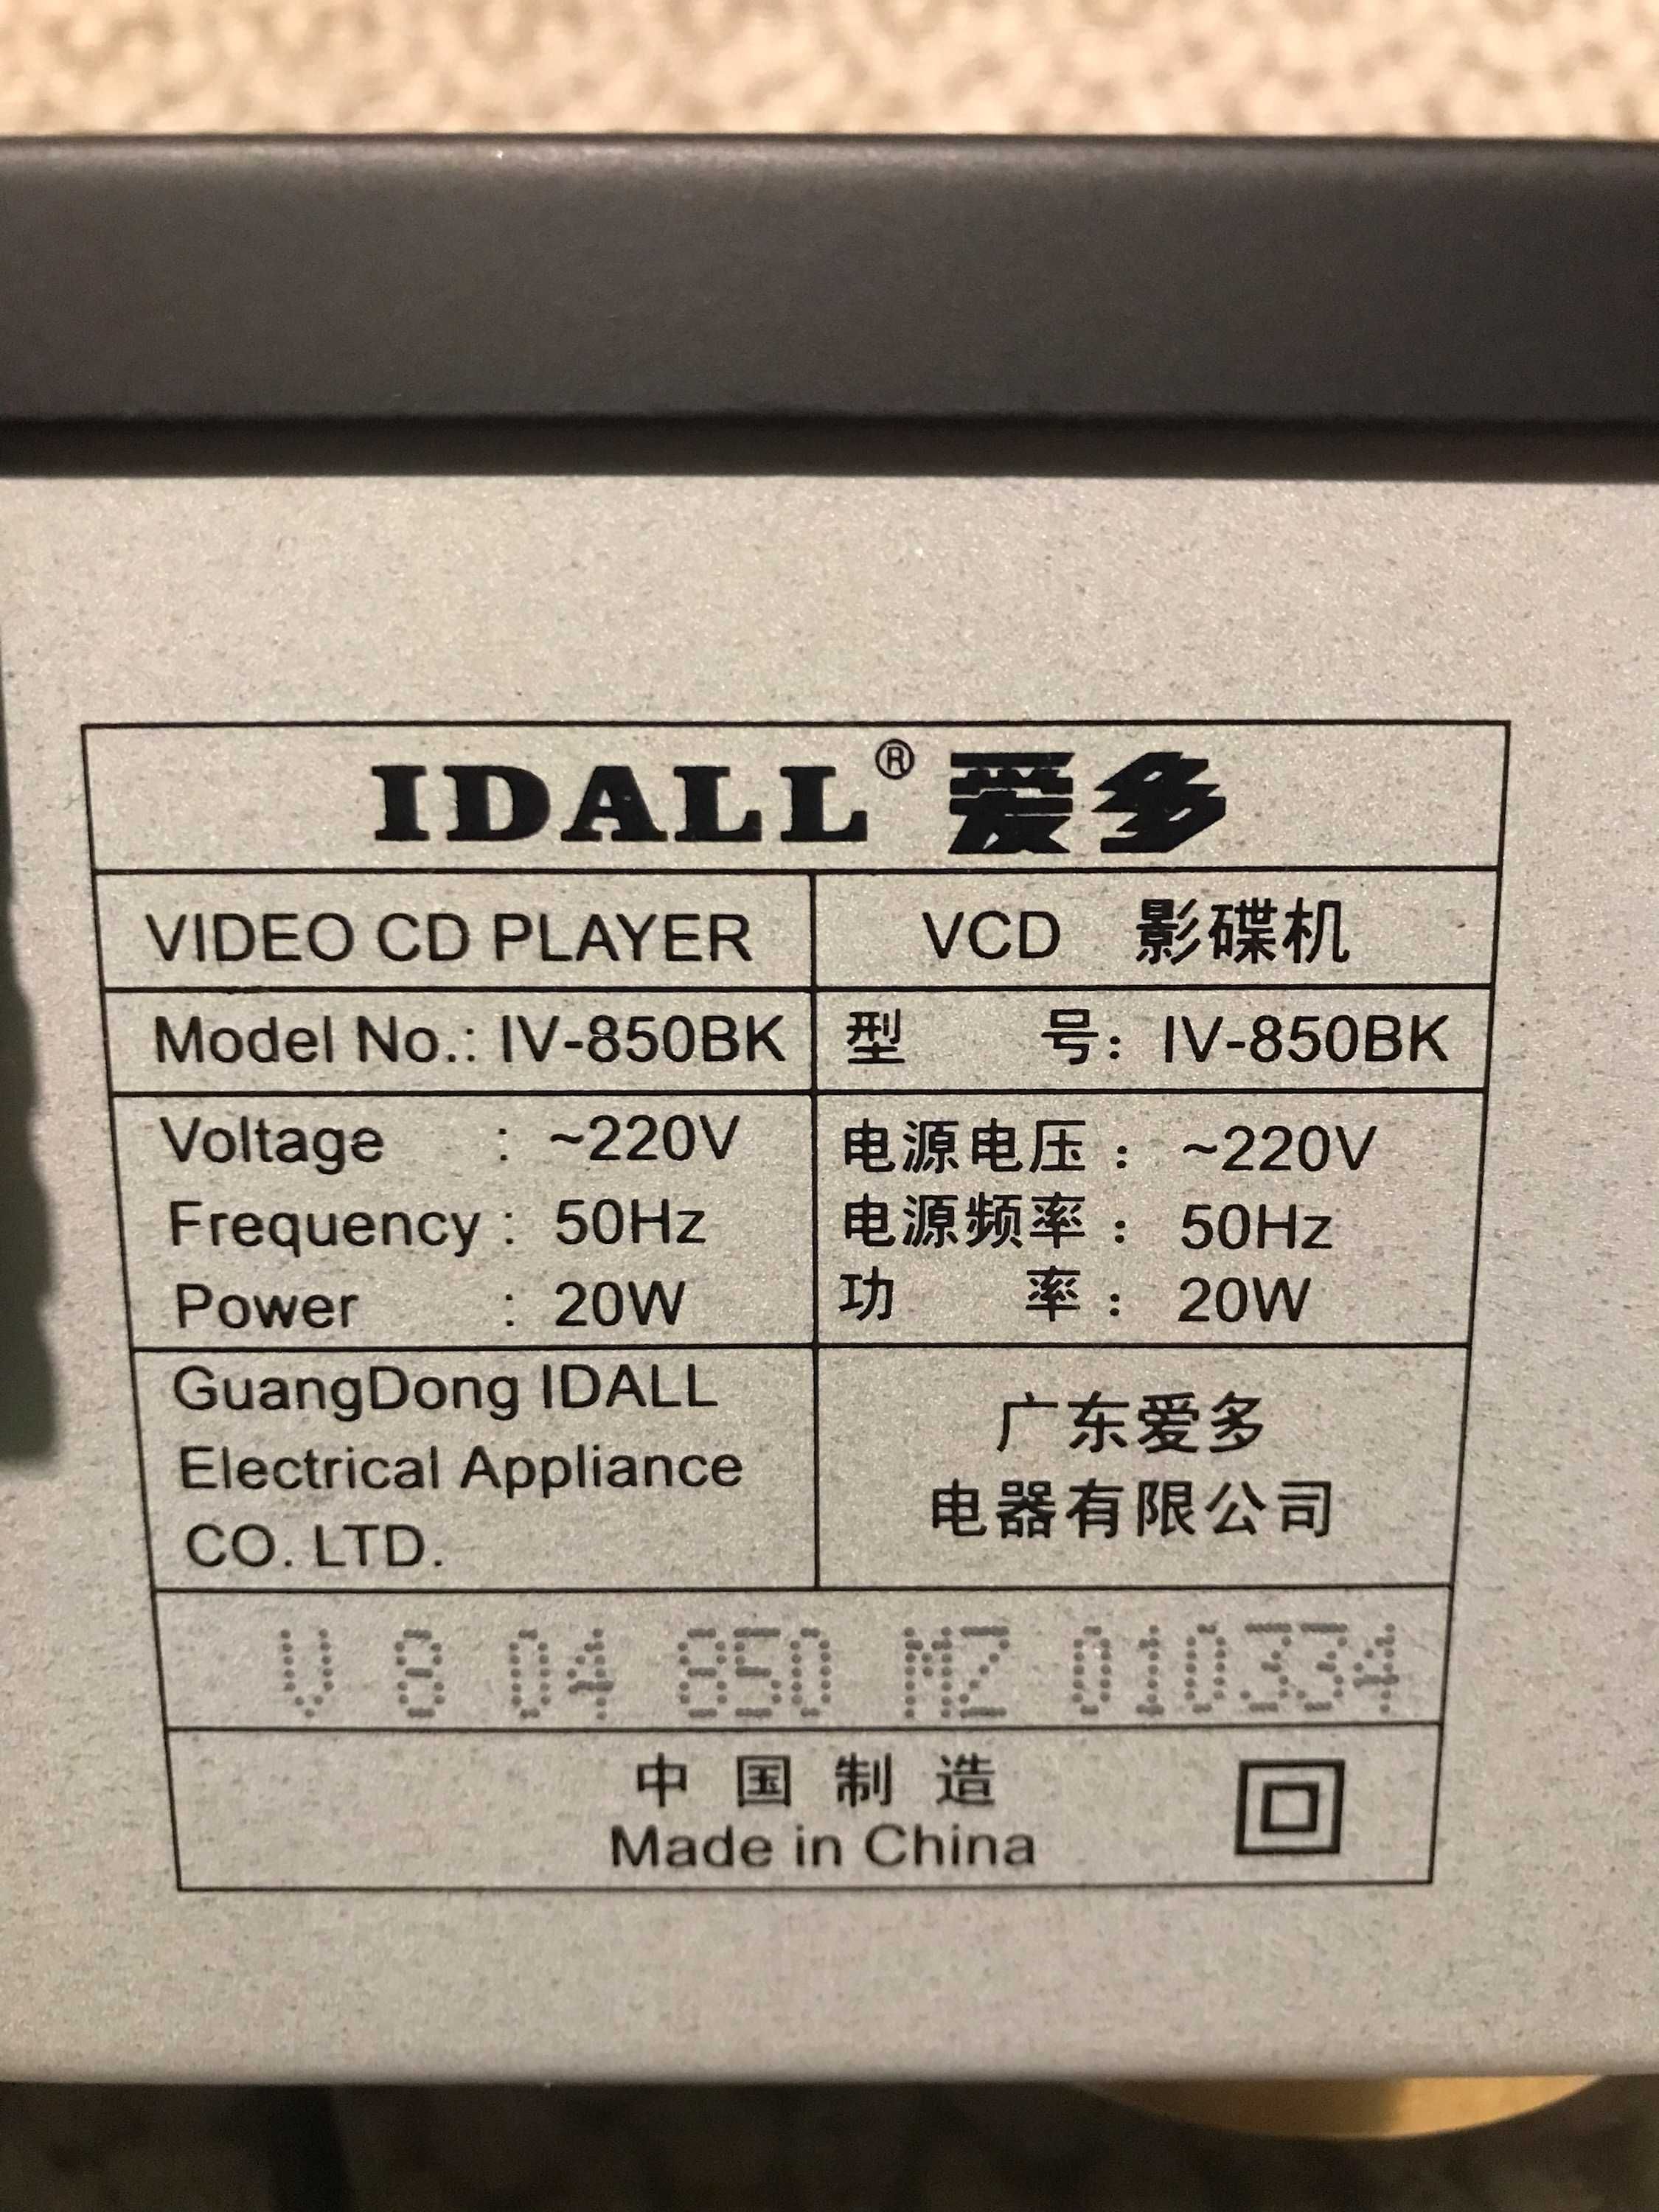 IDALL® 爱多
VIDEO CD PLAYER
VCD 影碟机
Model No.: IV-850BK
型 号: IV-850BK
Voltage : ~220V
Frequency : 50Hz
Power : 20W
电源电压 : ~220V
电源频率 : 50Hz
功 率 : 20W
GuangDong IDALL
Electrical Appliance
CO. LTD.
广东爱多
电器有限公司
V 8 04 850 MZ 010334
中国制造
Made in China